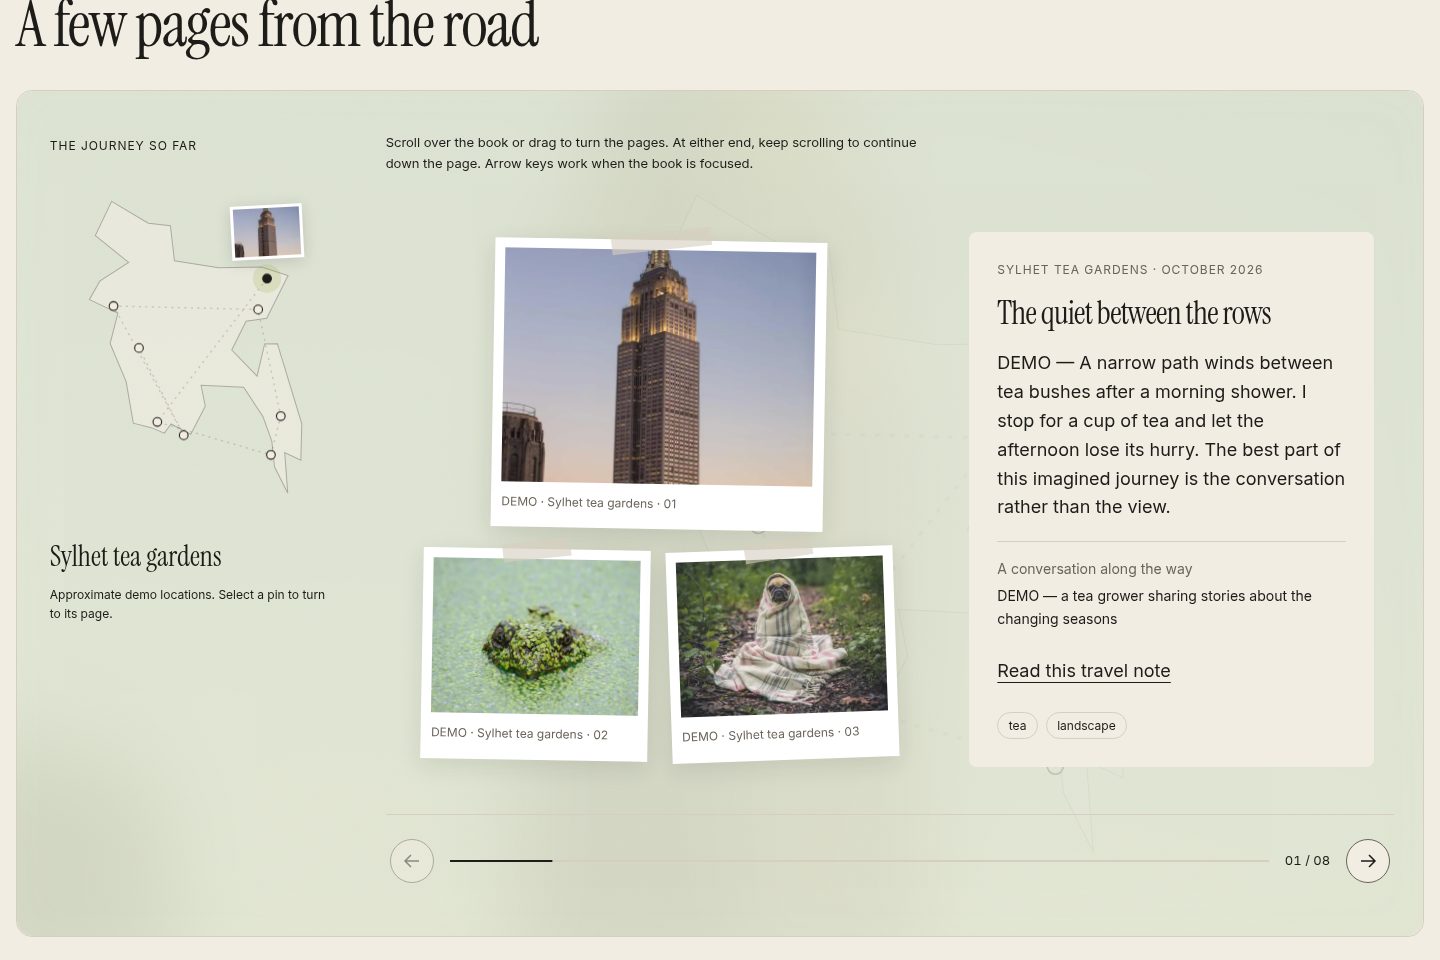 A few pages from the road
THE JOURNEY SO FAR
Scroll over the book or drag to turn the pages. At either end, keep scrolling to continue
down the page. Arrow keys work when the book is focused.
DEMO · Sylhet tea gardens · 01
DEMO · Sylhet tea gardens · 02
DEMO · Sylhet tea gardens · 03
Sylhet tea gardens
Approximate demo locations. Select a pin to turn
to its page.
SYLHET TEA GARDENS · OCTOBER 2026
The quiet between the rows
DEMO — A narrow path winds between
tea bushes after a morning shower. I
stop for a cup of tea and let the
afternoon lose its hurry. The best part of
this imagined journey is the conversation
rather than the view.
A conversation along the way
DEMO — a tea grower sharing stories about the
changing seasons
Read this travel note
tea
landscape
01 / 08